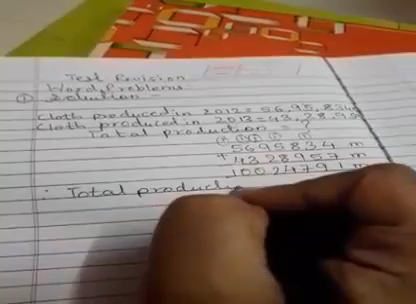 Test Revision
Word Problems
① Solution -
Cloth produced in 2012 = 56,95,834
Cloth produced in 2013 = 43,28,95
Total production = ?
5695834 m
+ 4328957 m
10024791 m
∴ Total producti